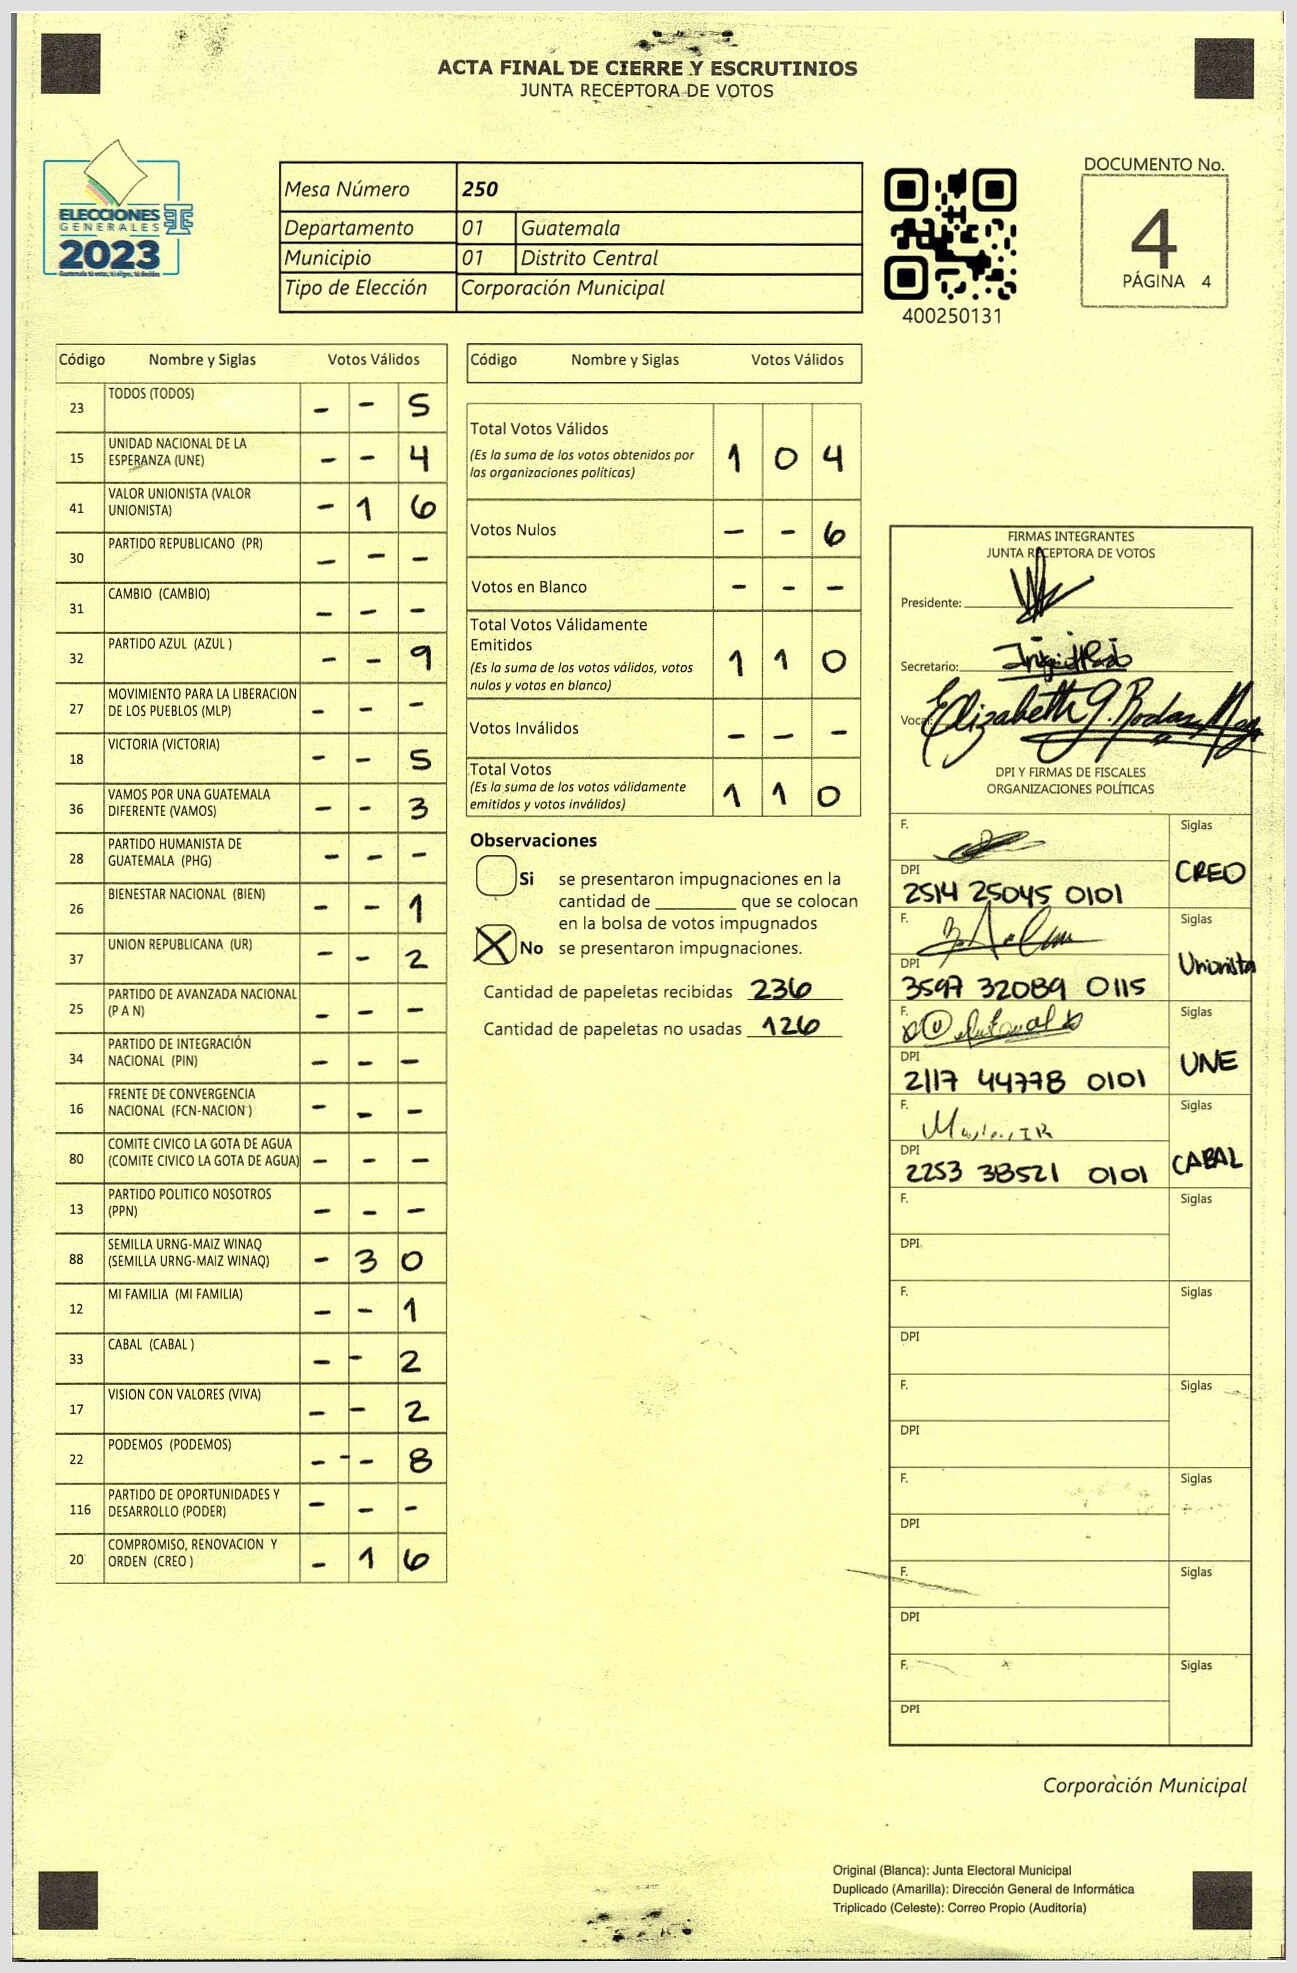 ACTA FINAL DE CIERRE Y ESCRUTINIOS
JUNTA RECEPTORA DE VOTOS
ELECCIONES
GENERALES
2023
Mesa Número 250
Departamento 01 Guatemala
Municipio 01 Distrito Central
Tipo de Elección Corporación Municipal
400250131
DOCUMENTO No.
4
PÁGINA 4
Código Nombre y Siglas Votos Válidos
23 TODOS (TODOS) - - 5
15 UNIDAD NACIONAL DE LA
ESPERANZA (UNE) - - 4
41 VALOR UNIONISTA (VALOR
UNIONISTA) - 1 6
30 PARTIDO REPUBLICANO (PR) - - -
31 CAMBIO (CAMBIO) - - -
32 PARTIDO AZUL (AZUL ) - - 9
27 MOVIMIENTO PARA LA LIBERACION
DE LOS PUEBLOS (MLP) - - -
18 VICTORIA (VICTORIA) - - 5
36 VAMOS POR UNA GUATEMALA
DIFERENTE (VAMOS) - - 3
28 PARTIDO HUMANISTA DE
GUATEMALA (PHG) - - -
26 BIENESTAR NACIONAL (BIEN) - - 1
37 UNION REPUBLICANA (UR) - - 2
25 PARTIDO DE AVANZADA NACIONAL
(P A N) - - -
34 PARTIDO DE INTEGRACIÓN
NACIONAL (PIN) - - -
16 FRENTE DE CONVERGENCIA
NACIONAL (FCN-NACION ) - - -
80 COMITE CIVICO LA GOTA DE AGUA
(COMITE CIVICO LA GOTA DE AGUA) - - -
13 PARTIDO POLITICO NOSOTROS
(PPN) - - -
88 SEMILLA URNG-MAIZ WINAQ
(SEMILLA URNG-MAIZ WINAQ) - 3 0
12 MI FAMILIA (MI FAMILIA) - - 1
33 CABAL (CABAL ) - - 2
17 VISION CON VALORES (VIVA) - - 2
22 PODEMOS (PODEMOS) - - - 8
116 PARTIDO DE OPORTUNIDADES Y
DESARROLLO (PODER) - - -
20 COMPROMISO, RENOVACION Y
ORDEN (CREO ) - 1 6
Código Nombre y Siglas Votos Válidos
Total Votos Válidos
(Es la suma de los votos obtenidos por
las organizaciones políticas) 1 0 4
Votos Nulos - - 6
Votos en Blanco - - -
Total Votos Válidamente
Emitidos
(Es la suma de los votos válidos, votos
nulos y votos en blanco) 1 1 0
Votos Inválidos - - -
Total Votos
(Es la suma de los votos válidamente
emitidos y votos inválidos) 1 1 0
Observaciones
Si se presentaron impugnaciones en la
cantidad de ________ que se colocan
en la bolsa de votos impugnados
X No se presentaron impugnaciones.
Cantidad de papeletas recibidas 236
Cantidad de papeletas no usadas 126
FIRMAS INTEGRANTES
JUNTA RECEPTORA DE VOTOS
Presidente:
Secretario:
Vocal: Elizabeth G. Rodas
DPI Y FIRMAS DE FISCALES
ORGANIZACIONES POLÍTICAS
F. Siglas
CREO
DPI
2514 25045 0101
F. Siglas
Unionista
DPI
3597 32089 0115
F. Siglas
UNE
DPI
2117 44778 0101
F. Siglas
CABAL
DPI
2253 38521 0101
F. Siglas
DPI
F. Siglas
DPI
F. Siglas
DPI
F. Siglas
DPI
F. Siglas
DPI
F. Siglas
DPI
Corporación Municipal
Original (Blanca): Junta Electoral Municipal
Duplicado (Amarilla): Dirección General de Informática
Triplicado (Celeste): Correo Propio (Auditoría)